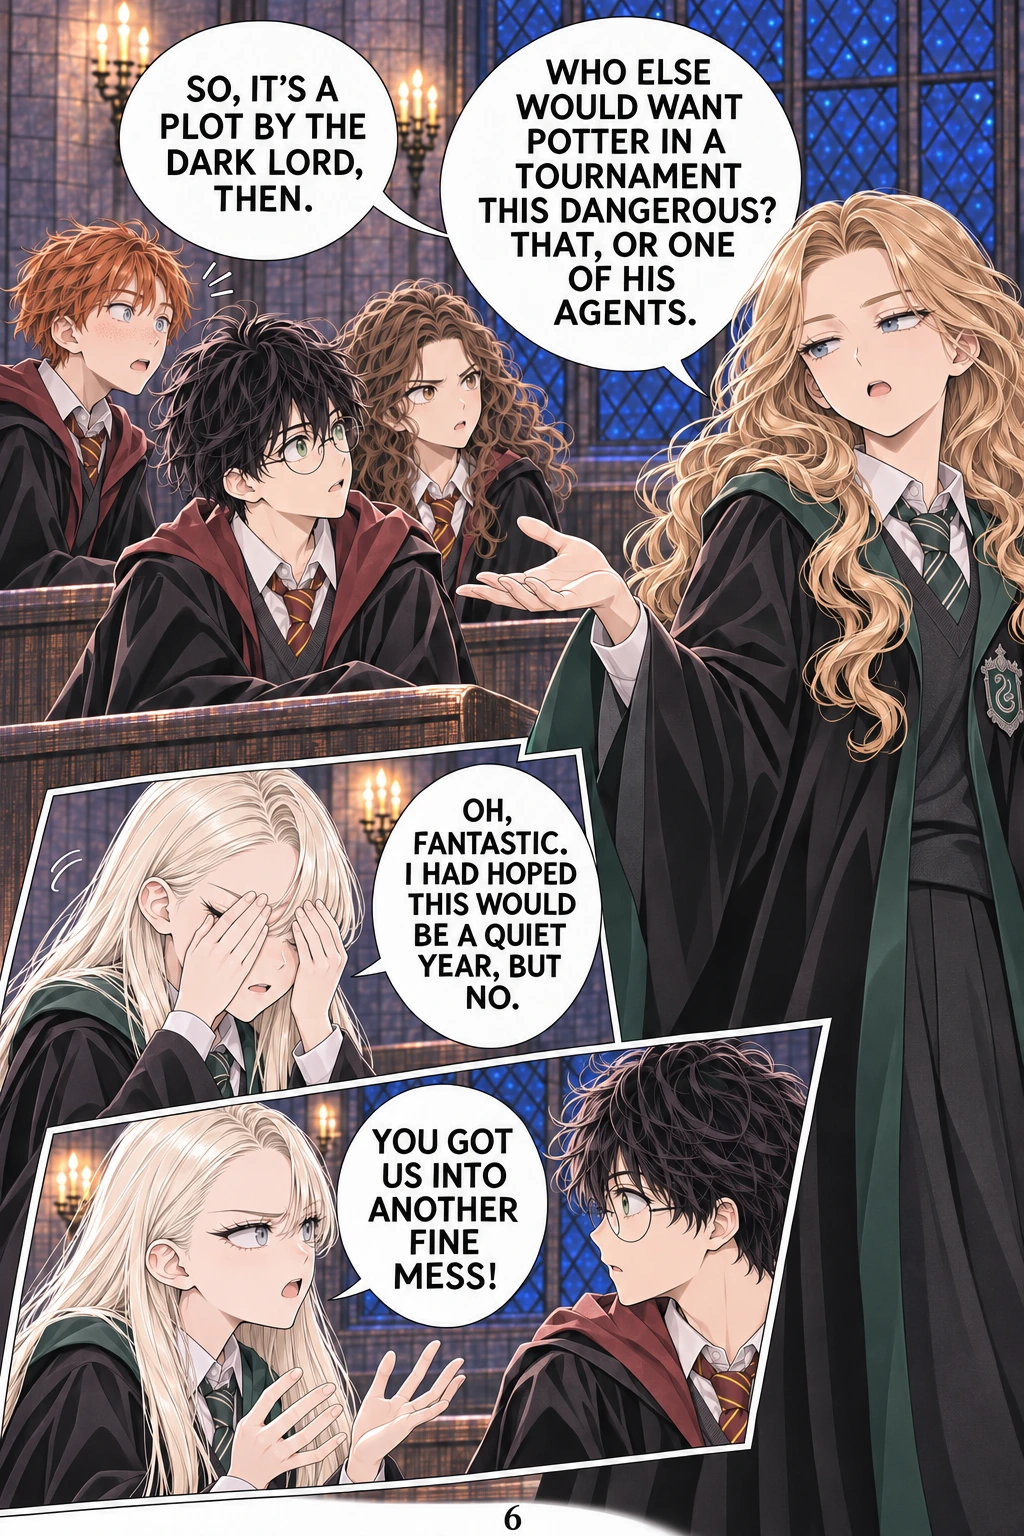 SO, IT'S A
PLOT BY THE
DARK LORD,
THEN.
WHO ELSE
WOULD WANT
POTTER IN A
TOURNAMENT
THIS DANGEROUS?
THAT, OR ONE
OF HIS
AGENTS.
OH,
FANTASTIC.
I HAD HOPED
THIS WOULD
BE A QUIET
YEAR, BUT
NO.
YOU GOT
US INTO
ANOTHER
FINE
MESS!
6